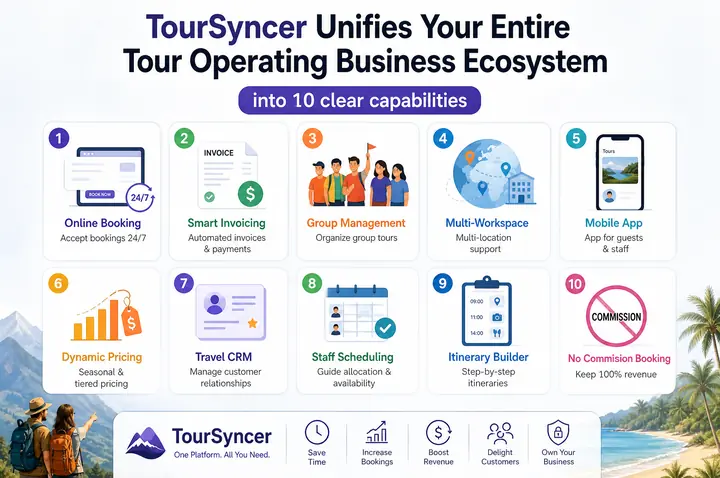 TourSyncer Unifies Your Entire
Tour Operating Business Ecosystem
into 10 clear capabilities
1
BOOK NOW
24/7
Online Booking
Accept bookings 24/7
2
INVOICE
$
Smart Invoicing
Automated invoices
& payments
3
Group Management
Organize group tours
4
Multi-Workspace
Multi-location
support
5
Tours
Mobile App
App for guests
& staff
6
$
Dynamic Pricing
Seasonal &
tiered pricing
7
Travel CRM
Manage customer
relationships
8
Staff Scheduling
Guide allocation &
availability
9
09:00
11:00
14:00
Itinerary Builder
Step-by-step
itineraries
10
COMMISSION
No Commision Booking
Keep 100% revenue
TourSyncer
One Platform. All You Need.
Save
Time
Increase
Bookings
$
Boost
Revenue
Delight
Customers
Own Your
Business